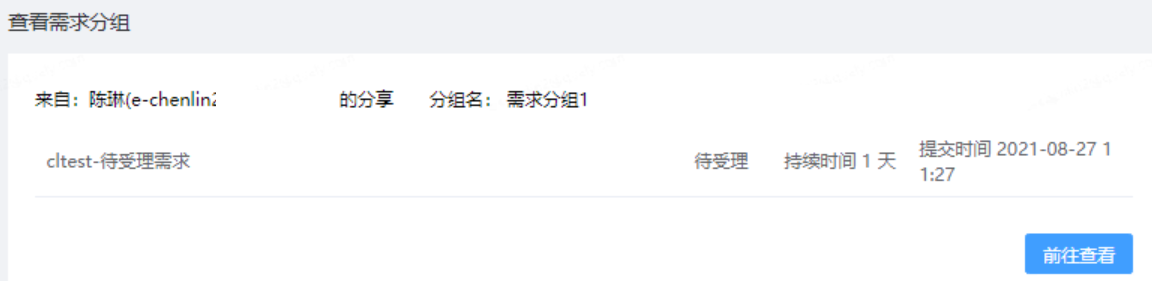 查看需求分组
来自：陈琳(e-chenlin2 的分享 分组名： 需求分组1
cltest-待受理需求 待受理 持续时间 1 天 提交时间 2021-08-27 1
1:27
前往查看